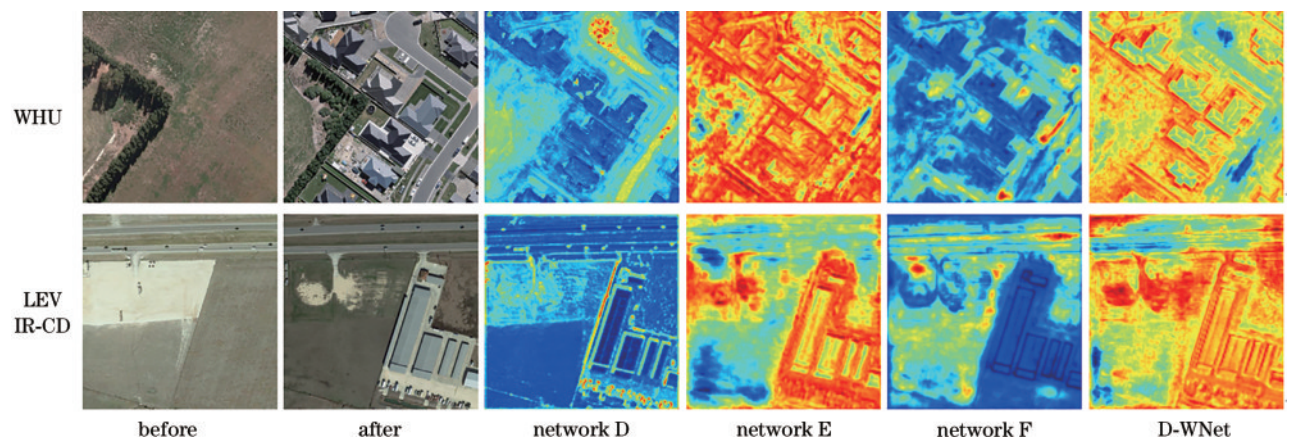 WHU
LEV
IR-CD
before
after
network D
network E
network F
D-WNet